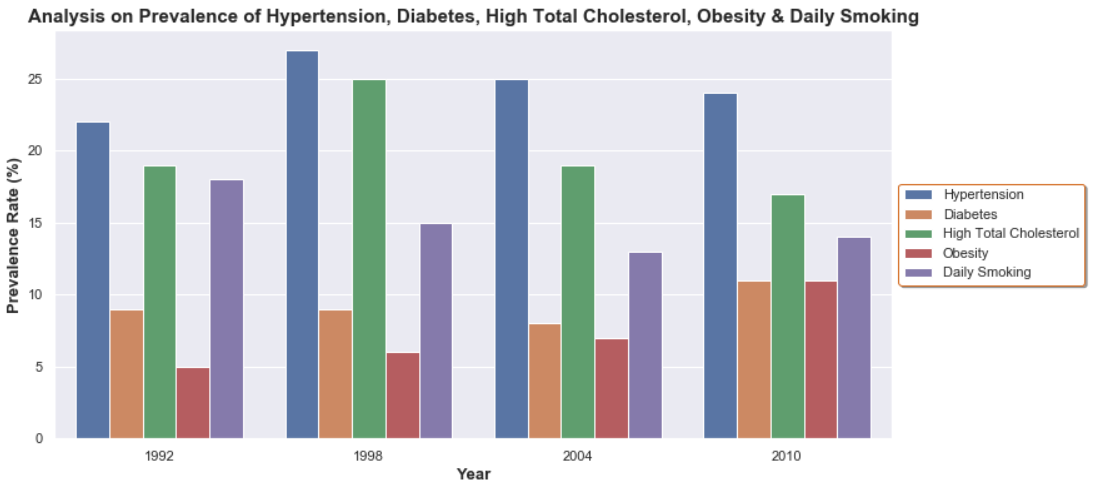 Analysis on Prevalence of Hypertension, Diabetes, High Total Cholesterol, Obesity & Daily Smoking
Prevalence Rate (%)
25
20
15
10
5
0
1992 1998 2004 2010
Year
Hypertension
Diabetes
High Total Cholesterol
Obesity
Daily Smoking